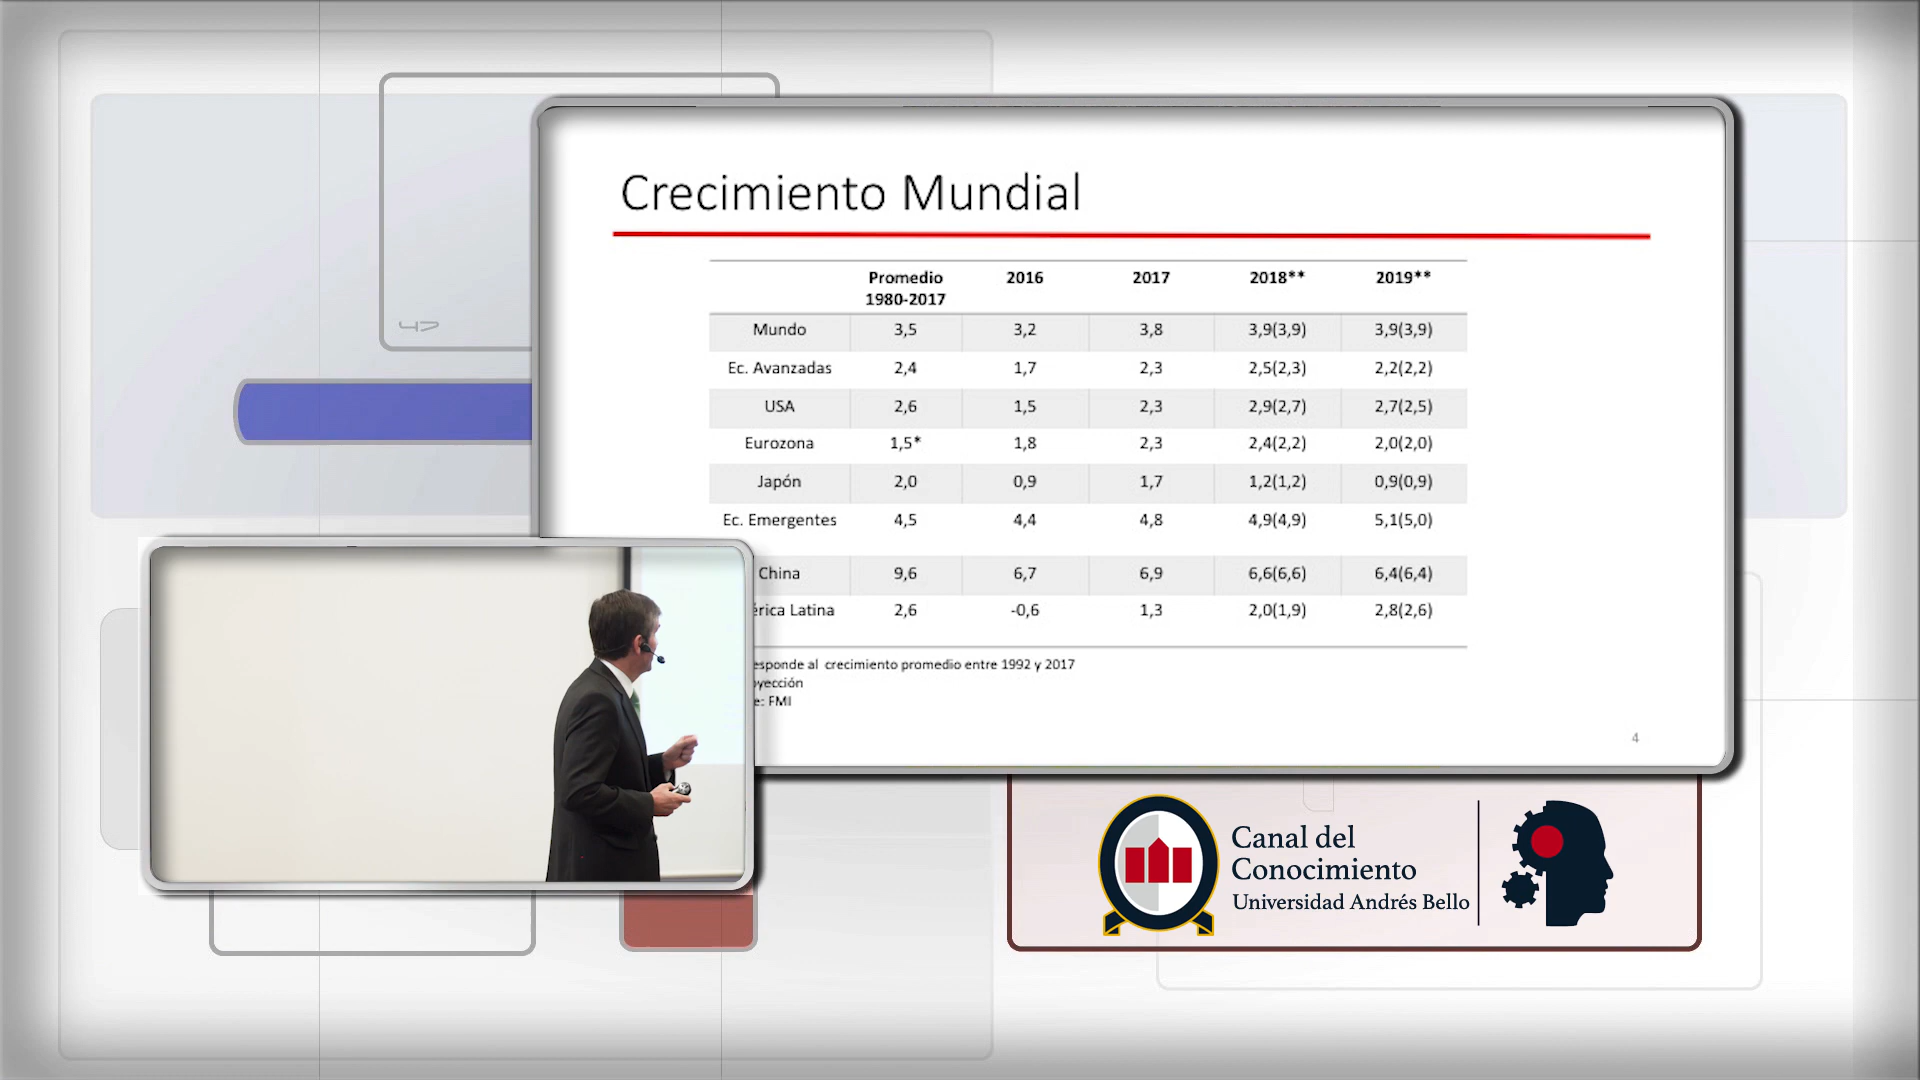 Crecimiento Mundial
Promedio 1980-2017 2016 2017 2018** 2019**
Mundo 3,5 3,2 3,8 3,9(3,9) 3,9(3,9)
Ec. Avanzadas 2,4 1,7 2,3 2,5(2,3) 2,2(2,2)
USA 2,6 1,5 2,3 2,9(2,7) 2,7(2,5)
Eurozona 1,5* 1,8 2,3 2,4(2,2) 2,0(2,0)
Japón 2,0 0,9 1,7 1,2(1,2) 0,9(0,9)
Ec. Emergentes 4,5 4,4 4,8 4,9(4,9) 5,1(5,0)
China 9,6 6,7 6,9 6,6(6,6) 6,4(6,4)
Latina 2,6 -0,6 1,3 2,0(1,9) 2,8(2,6)
al crecimiento promedio entre 1992 y 2017
FMI
4
Canal del
Conocimiento
Universidad Andrés Bello